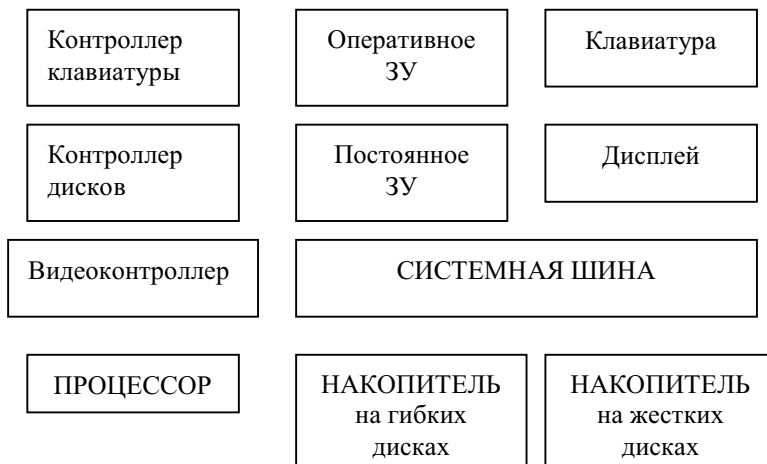 Контроллер
клавиатуры
Оперативное
ЗУ
Клавиатура
Контроллер
дисков
Постоянное
ЗУ
Дисплей
Видеоконтроллер
СИСТЕМНАЯ ШИНА
ПРОЦЕССОР
НАКОПИТЕЛЬ
на гибких
дисках
НАКОПИТЕЛЬ
на жестких
дисках